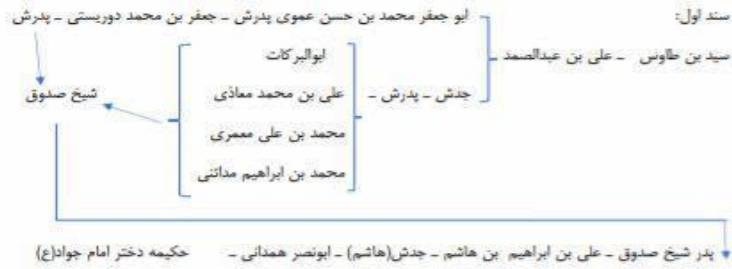 سند اول:
ابو جعفر محمد بن حسن عموی پدرش ـ جعفر بن محمد دوریستی ـ پدرش
سید بن طاوس ـ علی بن عبدالصمد ـ
جدش ـ پدرش ـ
ابوالبرکات
علی بن محمد معاذی
محمد بن علی معمری
محمد بن ابراهیم مدائنی
شیخ صدوق
پدر شیخ صدوق ـ علی بن ابراهیم بن هاشم ـ جدش(هاشم) ـ ابونصر همدانی ـ حکیمه دختر امام جواد(ع)